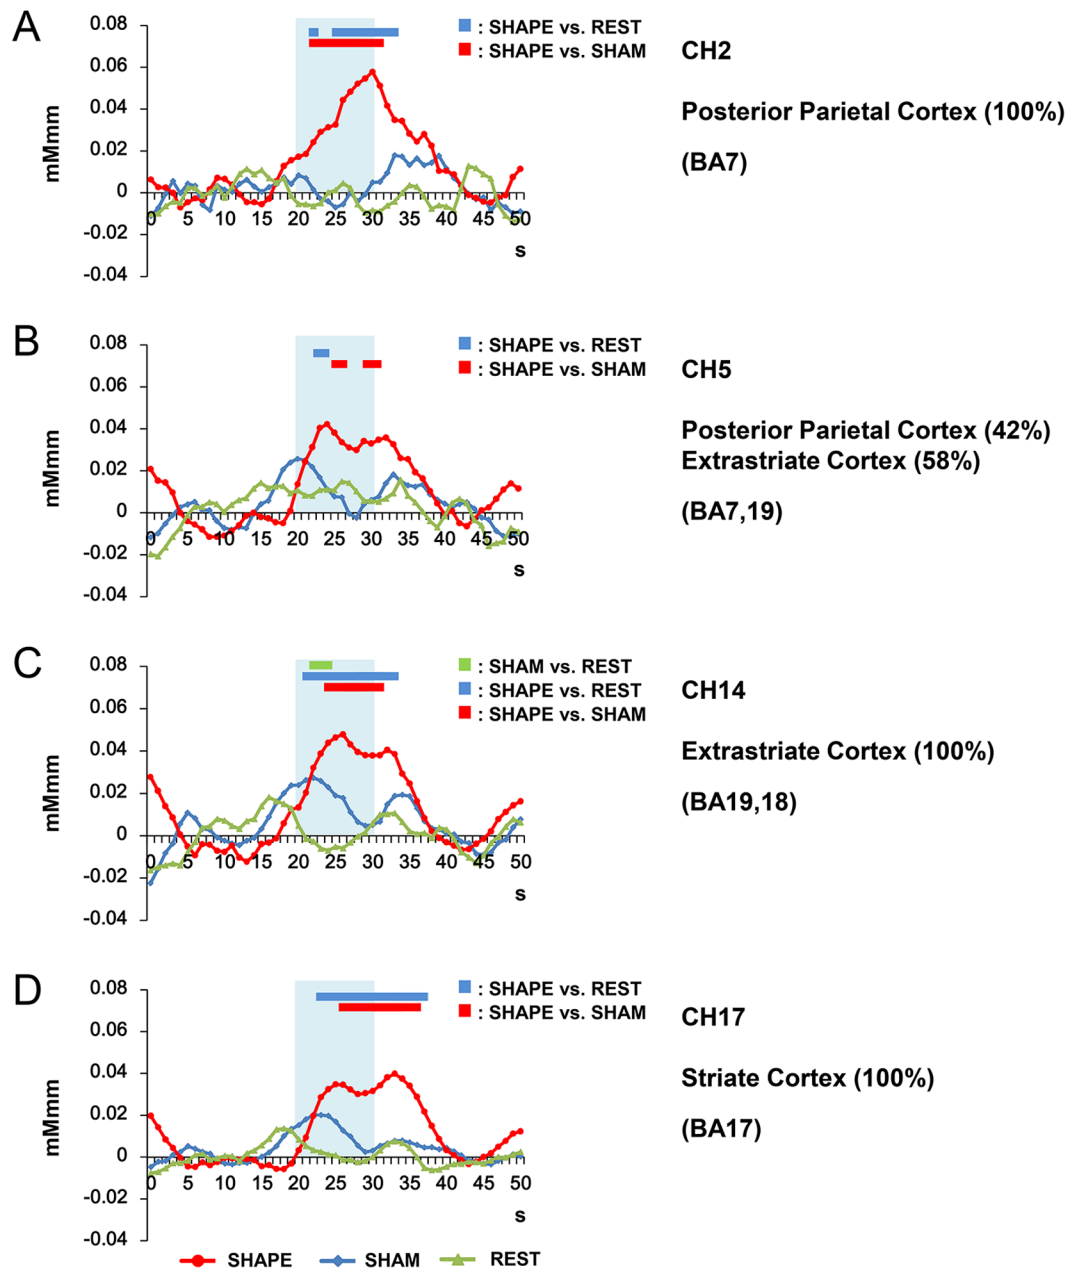 A
0.08
0.06
0.04
0.02
0
-0.02
-0.04
mMmm
0 5 10 15 20 25 30 35 40 45 50
s
: SHAPE vs. REST
: SHAPE vs. SHAM
CH2
Posterior Parietal Cortex (100%)
(BA7)
B
0.08
0.06
0.04
0.02
0
-0.02
-0.04
mMmm
0 5 10 15 20 25 30 35 40 45 50
s
: SHAPE vs. REST
: SHAPE vs. SHAM
CH5
Posterior Parietal Cortex (42%)
Extrastriate Cortex (58%)
(BA7,19)
C
0.08
0.06
0.04
0.02
0
-0.02
-0.04
mMmm
0 5 10 15 20 25 30 35 40 45 50
s
: SHAM vs. REST
: SHAPE vs. REST
: SHAPE vs. SHAM
CH14
Extrastriate Cortex (100%)
(BA19,18)
D
0.08
0.06
0.04
0.02
0
-0.02
-0.04
mMmm
0 5 10 15 20 25 30 35 40 45 50
s
: SHAPE vs. REST
: SHAPE vs. SHAM
CH17
Striate Cortex (100%)
(BA17)
SHAPE SHAM REST